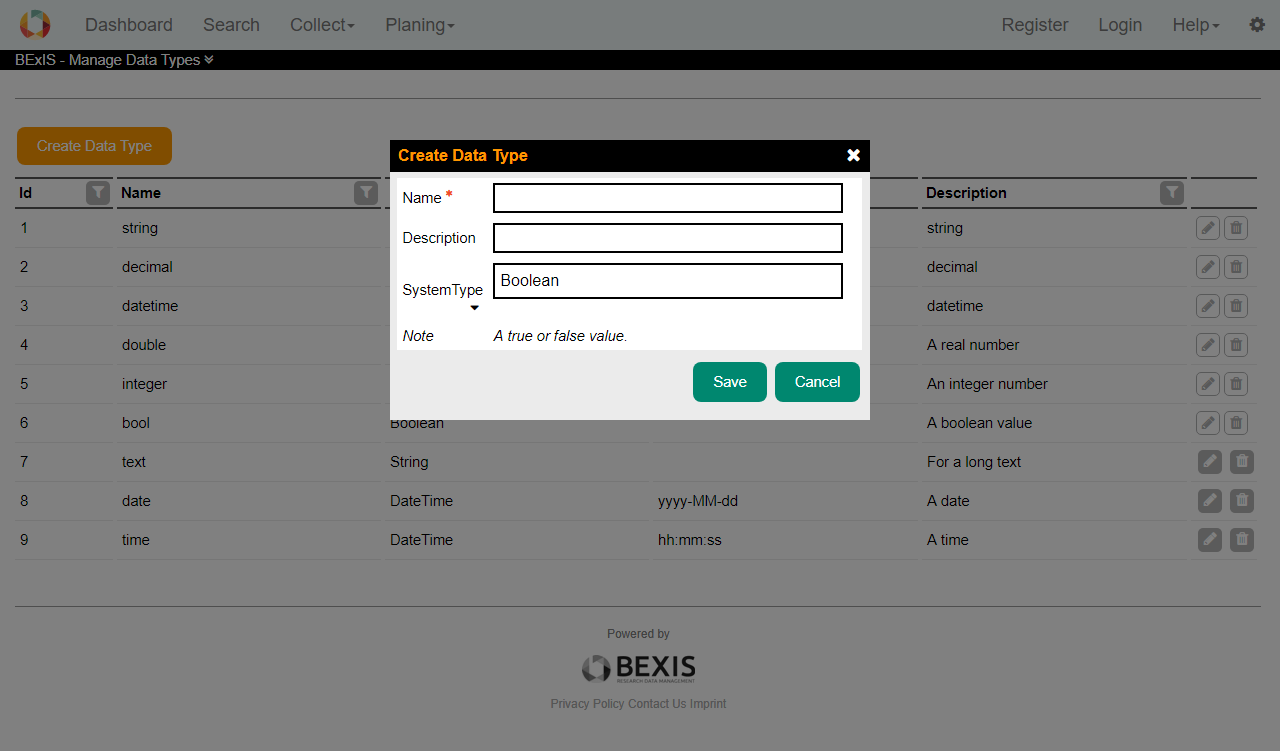 Dashboard Search Collect Planing Register Login Help
BExIS - Manage Data Types
Create Data Type
Create Data Type
Id Name Description
Name *
Description
SystemType Boolean
Note A true or false value.
Save Cancel
1 string string
2 decimal decimal
3 datetime datetime
4 double A real number
5 integer An integer number
6 bool Boolean A boolean value
7 text String For a long text
8 date DateTime yyyy-MM-dd A date
9 time DateTime hh:mm:ss A time
Powered by
BEXIS
RESEARCH DATA MANAGEMENT
Privacy Policy Contact Us Imprint